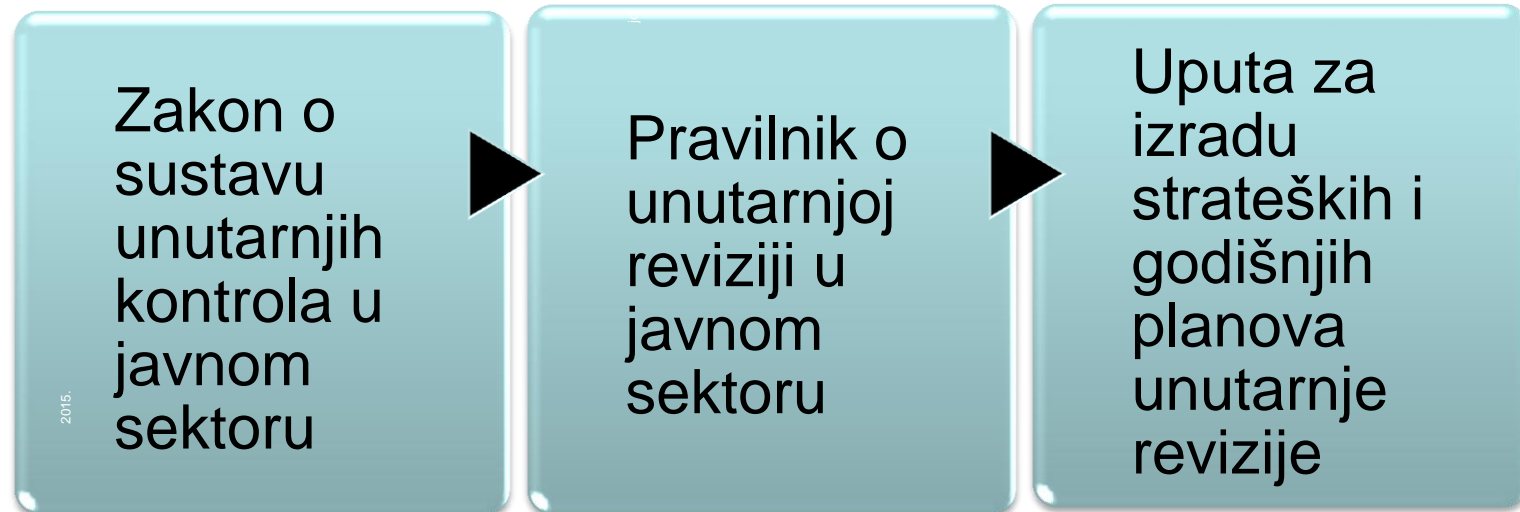 Zakon o
sustavu
unutarnjih
kontrola u
javnom
sektoru
2015.
Pravilnik o
unutarnjoj
reviziji u
javnom
sektoru
Uputa za
izradu
strateških i
godišnjih
planova
unutarnje
revizije